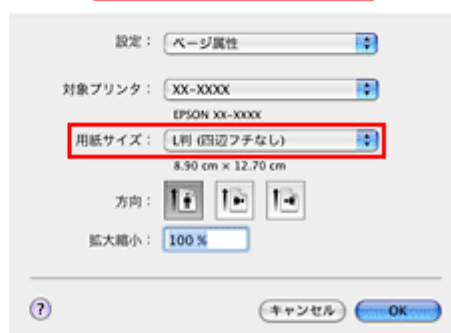 設定： ページ属性
対象プリンタ： XX-XXXX
EPSON XX-XXXX
用紙サイズ： L判 (四辺フチなし)
8.90 cm × 12.70 cm
方向：
拡大縮小： 100 %
? キャンセル OK